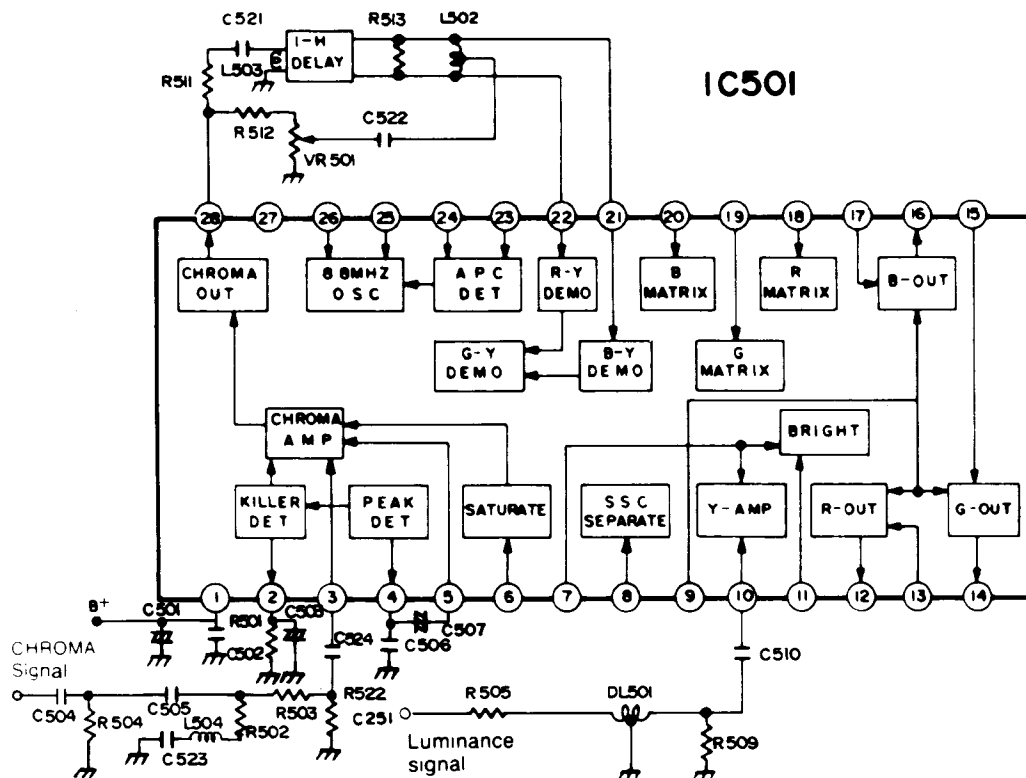 C521
R513
L502
1-H
DELAY
L503
R511
IC501
R512
C522
VR501
28
27
26
25
24
23
22
21
20
19
18
17
16
15
CHROMA
OUT
8.8MHZ
OSC
APC
DET
R-Y
DEMO
B
MATRIX
R
MATRIX
B-OUT
G-Y
DEMO
B-Y
DEMO
G
MATRIX
CHROMA
AMP
BRIGHT
KILLER
DET
PEAK
DET
SATURATE
SSC
SEPARATE
Y-AMP
R-OUT
G-OUT
1
2
3
4
5
6
7
8
9
10
11
12
13
14
B+
C501
R501
C502
C503
C524
C506
C507
C510
CHROMA
Signal
C504
R504
C505
L504
C523
R502
R503
R522
C251
R505
DL501
R509
Luminance
signal